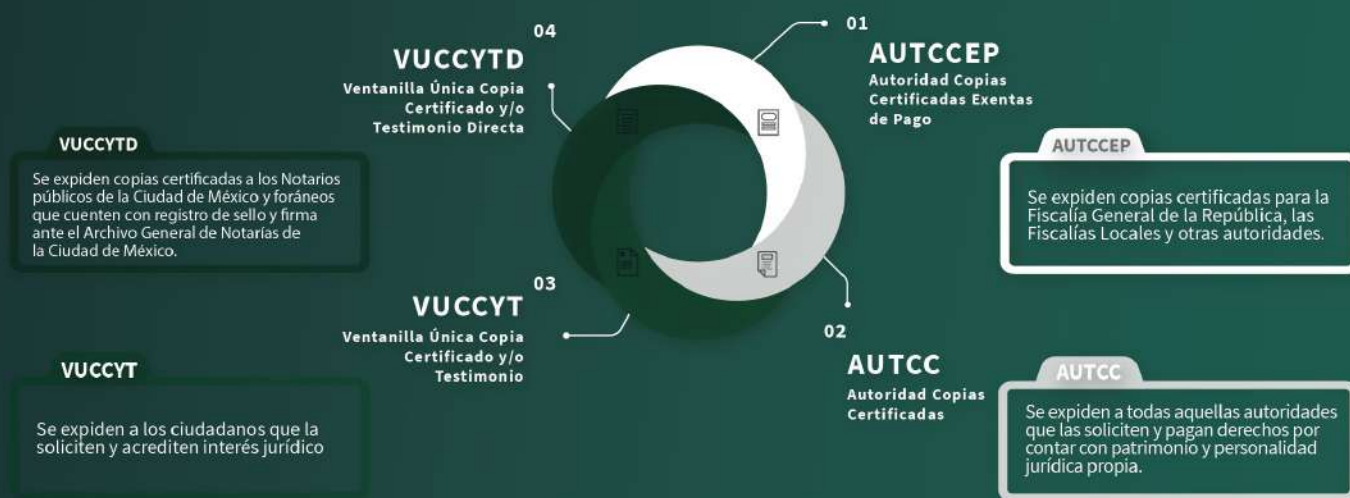 04
VUCCYTD
Ventanilla Única Copia
Certificado y/o
Testimonio Directa
01
AUTCCEP
Autoridad Copias
Certificadas Exentas
de Pago
VUCCYTD
Se expiden copias certificadas a los Notarios
públicos de la Ciudad de México y foráneos
que cuenten con registro de sello y firma
ante el Archivo General de Notarías de
la Ciudad de México.
AUTCCEP
Se expiden copias certificadas para la
Fiscalía General de la República, las
Fiscalías Locales y otras autoridades.
03
VUCCYT
Ventanilla Única Copia
Certificado y/o
Testimonio
02
AUTCC
Autoridad Copias
Certificadas
VUCCYT
Se expiden a los ciudadanos que la
soliciten y acrediten interés jurídico
AUTCC
Se expiden a todas aquellas autoridades
que las soliciten y pagan derechos por
contar con patrimonio y personalidad
jurídica propia.